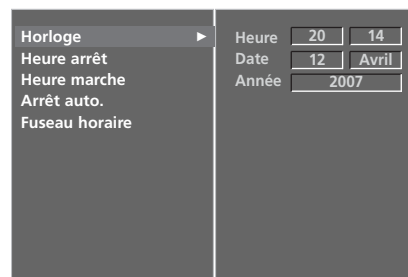 Horloge ►
Heure arrêt
Heure marche
Arrêt auto.
Fuseau horaire
Heure 20 14
Date 12 Avril
Année 2007